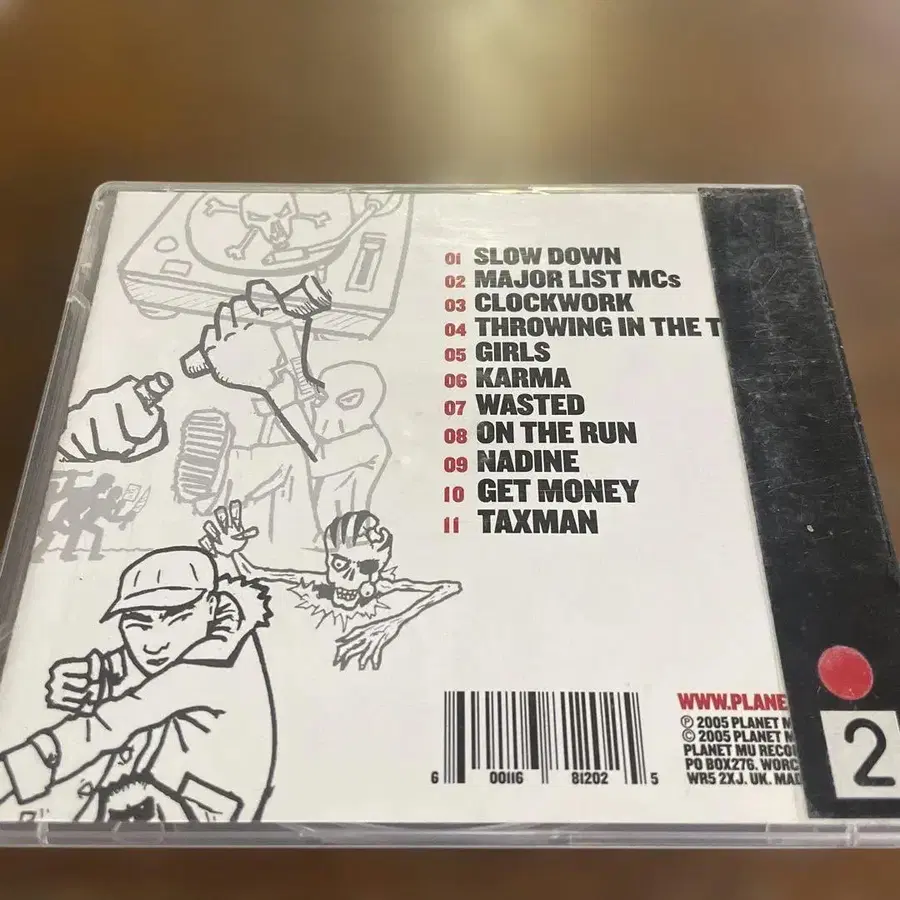 01 SLOW DOWN
02 MAJOR LIST MCs
03 CLOCKWORK
04 THROWING IN THE T
05 GIRLS
06 KARMA
07 WASTED
08 ON THE RUN
09 NADINE
10 GET MONEY
11 TAXMAN
WWW.PLANE
℗ 2005 PLANET M
© 2005 PLANET M
PLANET MU RECO
PO BOX276. WORC
WR5 2XJ. UK. MA
6 00116 81202 5
2